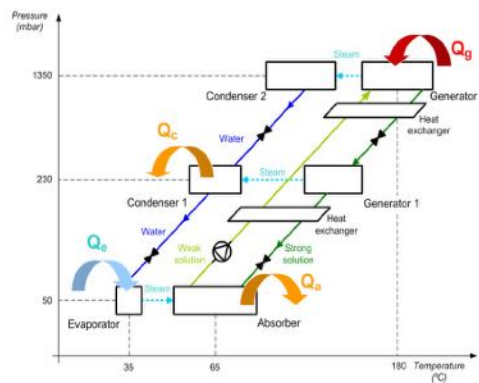 Pressure
(mbar)
Steam
Qg
1350
Condenser 2
Generator
Heat
exchanger
Qc
Water
Steam
230
Condenser 1
Generator 1
Heat
exchanger
Water
Qe
Weak
solution
Strong
solution
Qa
Steam
50
Evaporator
Absorber
35
65
180
Temperature
(ºC)